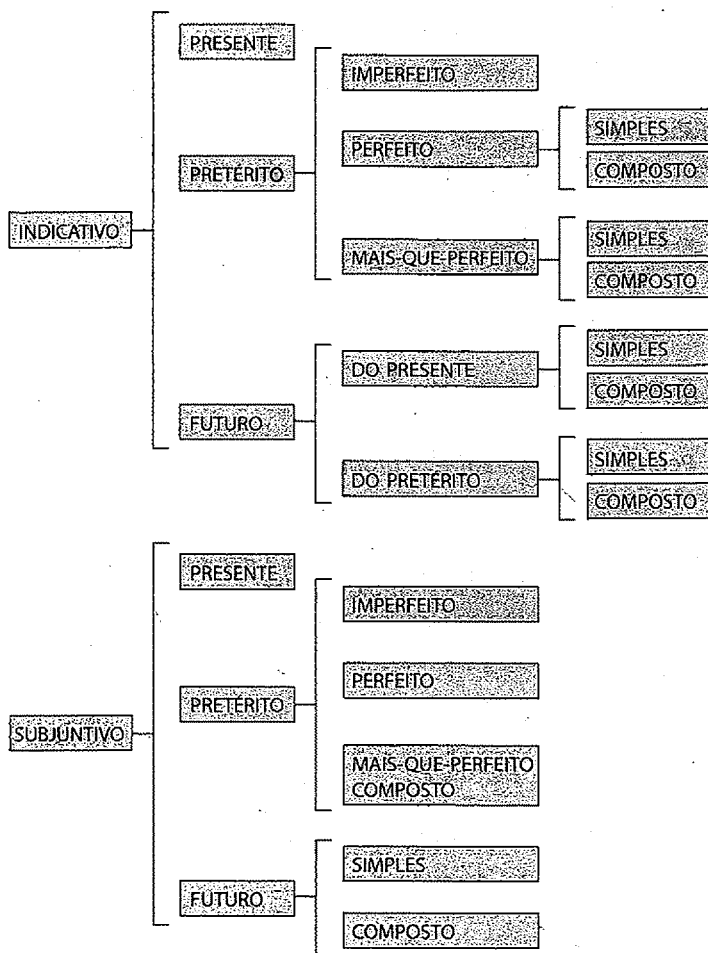 INDICATIVO
PRESENTE
PRETÉRITO
IMPERFEITO
PERFEITO
SIMPLES
COMPOSTO
MAIS-QUE-PERFEITO
SIMPLES
COMPOSTO
FUTURO
DO PRESENTE
SIMPLES
COMPOSTO
DO PRETÉRITO
SIMPLES
COMPOSTO
SUBJUNTIVO
PRESENTE
PRETÉRITO
IMPERFEITO
PERFEITO
MAIS-QUE-PERFEITO
COMPOSTO
FUTURO
SIMPLES
COMPOSTO